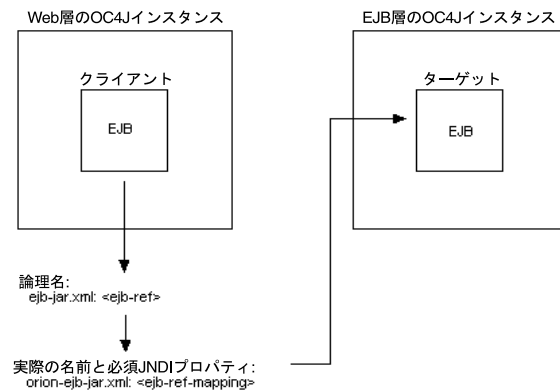 Web層のOC4Jインスタンス
EJB層のOC4Jインスタンス
クライアント
EJB
ターゲット
EJB
論理名:
ejb-jar.xml: <ejb-ref>
実際の名前と必須JNDIプロパティ:
orion-ejb-jar.xml: <ejb-ref-mapping>